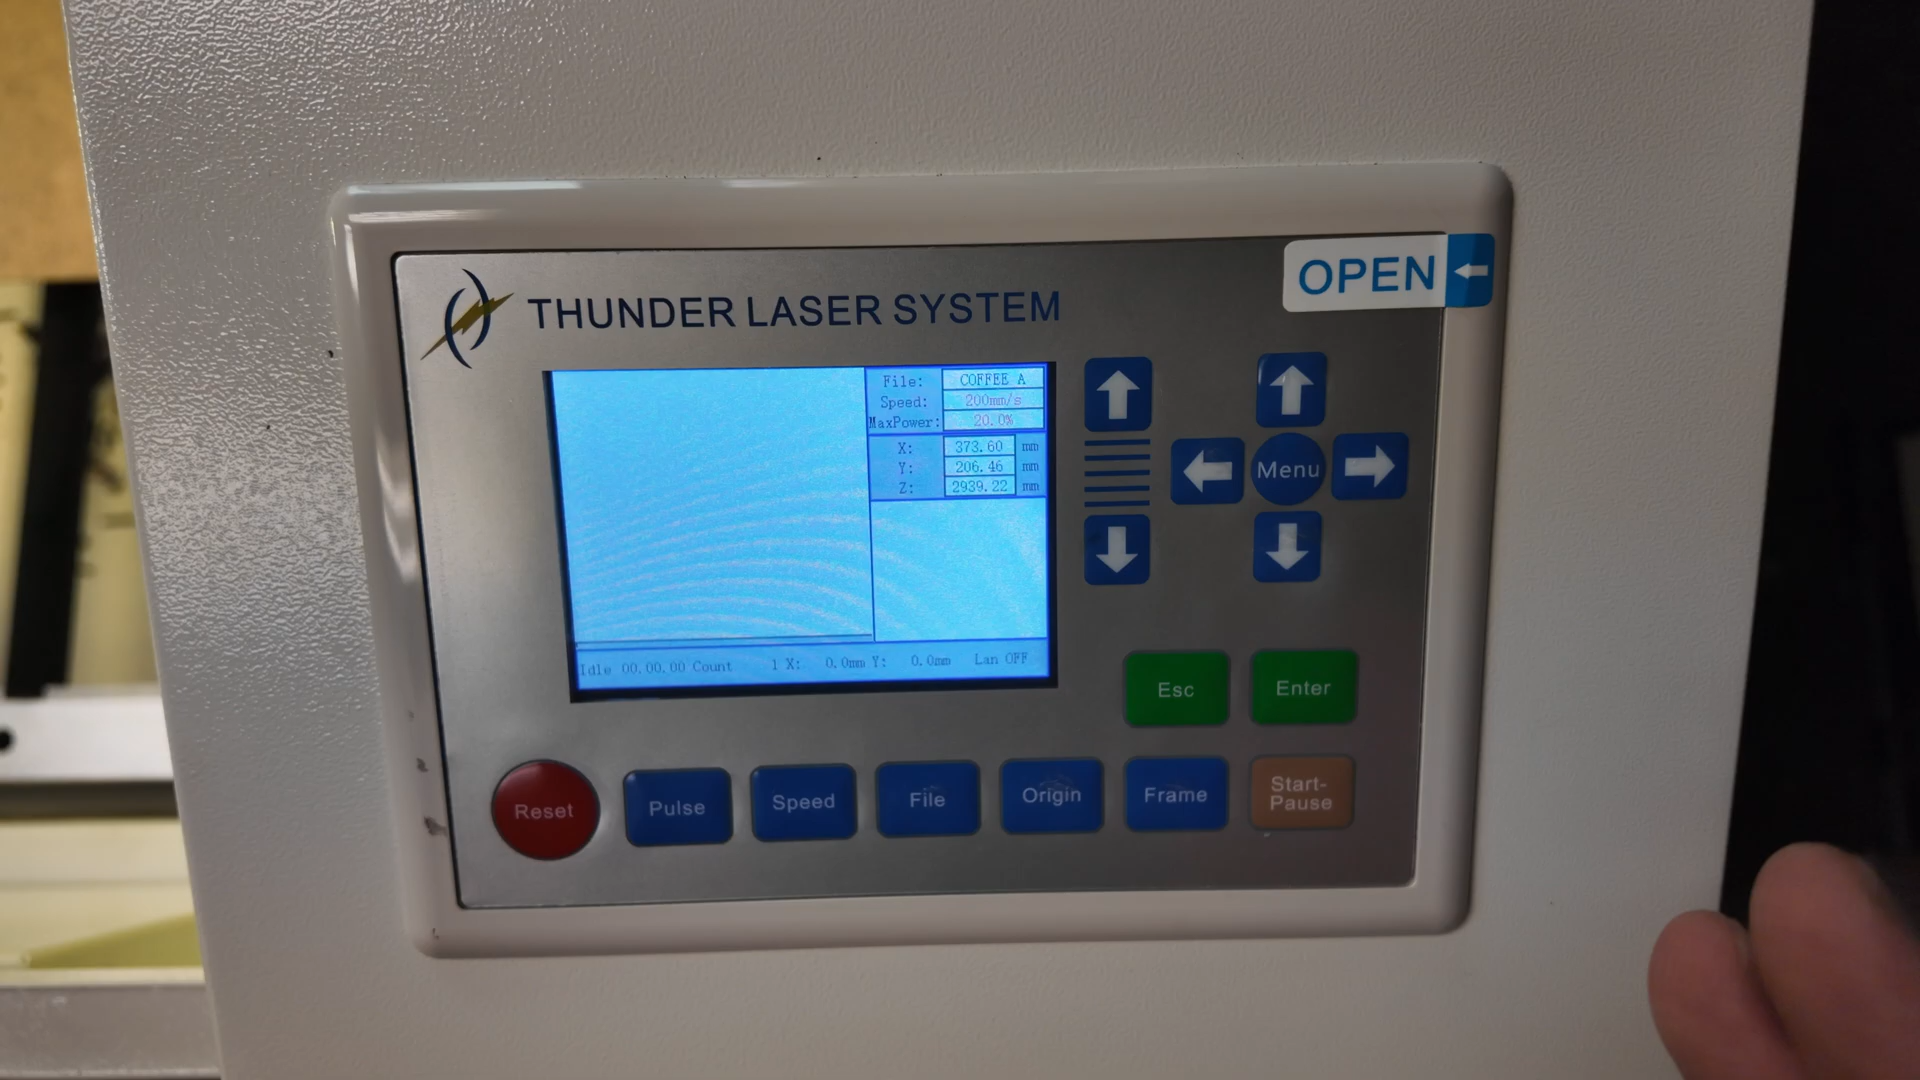 OPEN
THUNDER LASER SYSTEM
File: COFFEE A
Speed: 200mm/s
MaxPower: 20.0%
X: 373.60 mm
Y: 206.46 mm
Z: 2939.22 mm
Idle 00.00.00 Count 1 X: 0.0mm Y: 0.0mm Lan OFF
Menu
Esc
Enter
Reset
Pulse
Speed
File
Origin
Frame
Start-
Pause